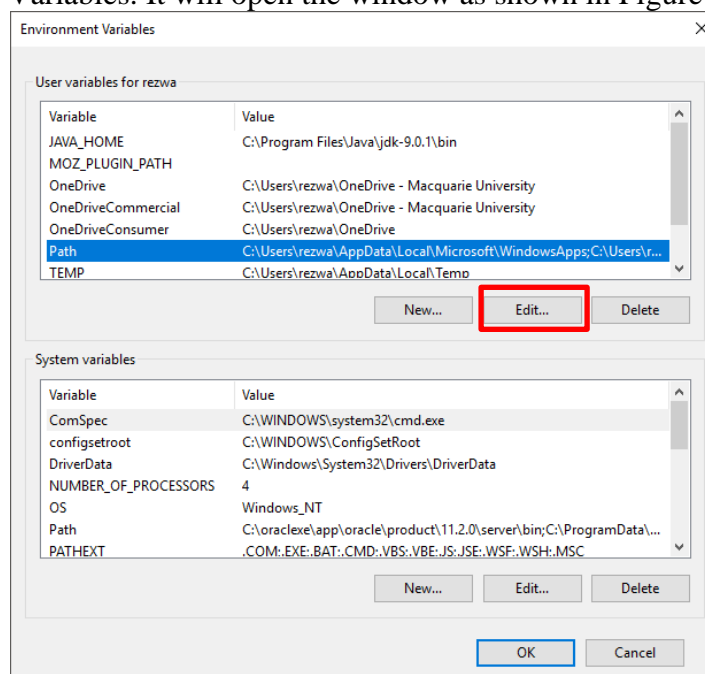 Variables. It will open the window as shown in Figure
Environment Variables
User variables for rezwa
Variable Value
JAVA_HOME C:\Program Files\Java\jdk-9.0.1\bin
MOZ_PLUGIN_PATH
OneDrive C:\Users\rezwa\OneDrive - Macquarie University
OneDriveCommercial C:\Users\rezwa\OneDrive - Macquarie University
OneDriveConsumer C:\Users\rezwa\OneDrive
Path C:\Users\rezwa\AppData\Local\Microsoft\WindowsApps;C:\Users\r...
TEMP C:\Users\rezwa\AppData\Local\Temp
New... Edit... Delete
System variables
Variable Value
ComSpec C:\WINDOWS\system32\cmd.exe
configsetroot C:\WINDOWS\ConfigSetRoot
DriverData C:\Windows\System32\Drivers\DriverData
NUMBER_OF_PROCESSORS 4
OS Windows_NT
Path C:\oraclexe\app\oracle\product\11.2.0\server\bin;C:\ProgramData\...
PATHEXT .COM;.EXE;.BAT;.CMD;.VBS;.VBE;.JS;.JSE;.WSF;.WSH;.MSC
New... Edit... Delete
OK Cancel